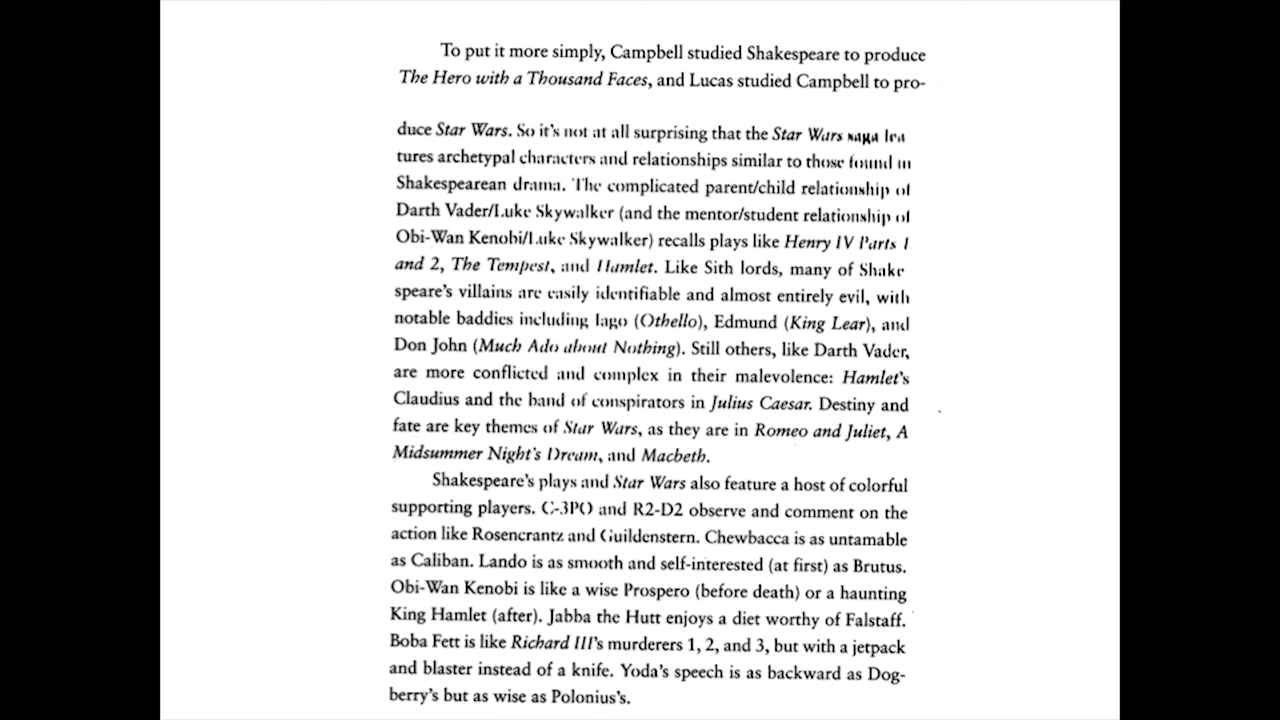 To put it more simply, Campbell studied Shakespeare to produce
The Hero with a Thousand Faces, and Lucas studied Campbell to pro-
duce Star Wars. So it's not at all surprising that the Star Wars saga fea
tures archetypal characters and relationships similar to those found in
Shakespearean drama. The complicated parent/child relationship of
Darth Vader/Luke Skywalker (and the mentor/student relationship of
Obi-Wan Kenobi/Luke Skywalker) recalls plays like Henry IV Parts 1
and 2, The Tempest, and Hamlet. Like Sith lords, many of Shake
speare's villains are easily identifiable and almost entirely evil, with
notable baddies including Iago (Othello), Edmund (King Lear), and
Don John (Much Ado about Nothing). Still others, like Darth Vader,
are more conflicted and complex in their malevolence: Hamlet's
Claudius and the band of conspirators in Julius Caesar. Destiny and
fate are key themes of Star Wars, as they are in Romeo and Juliet, A
Midsummer Night's Dream, and Macbeth.
Shakespeare's plays and Star Wars also feature a host of colorful
supporting players. C-3PO and R2-D2 observe and comment on the
action like Rosencrantz and Guildenstern. Chewbacca is as untamable
as Caliban. Lando is as smooth and self-interested (at first) as Brutus.
Obi-Wan Kenobi is like a wise Prospero (before death) or a haunting
King Hamlet (after). Jabba the Hutt enjoys a diet worthy of Falstaff.
Boba Fett is like Richard III's murderers 1, 2, and 3, but with a jetpack
and blaster instead of a knife. Yoda's speech is as backward as Dog-
berry's but as wise as Polonius's.